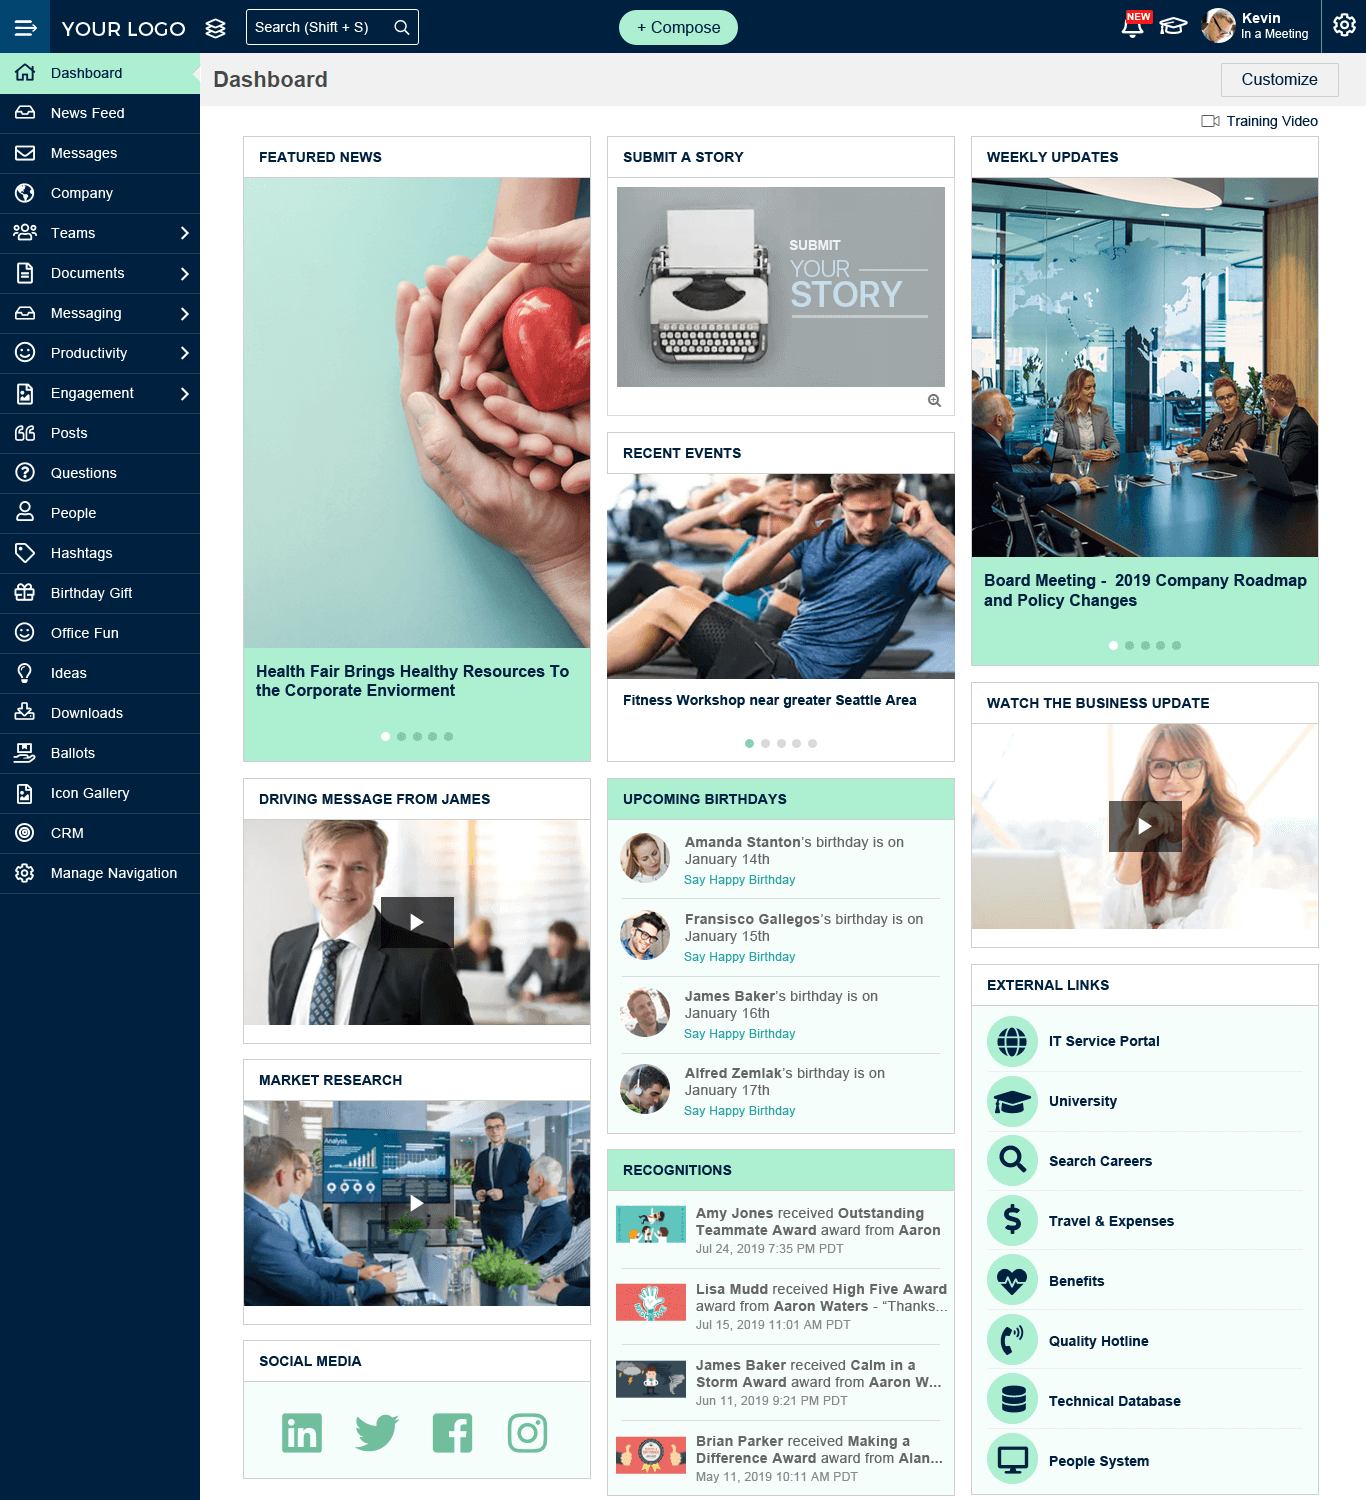 YOUR LOGO
Search (Shift + S)
+ Compose
NEW
Kevin
In a Meeting
Dashboard
News Feed
Messages
Company
Teams
Documents
Messaging
Productivity
Engagement
Posts
Questions
People
Hashtags
Birthday Gift
Office Fun
Ideas
Downloads
Ballots
Icon Gallery
CRM
Manage Navigation
Dashboard
Customize
Training Video
FEATURED NEWS
Health Fair Brings Healthy Resources To
the Corporate Enviorment
DRIVING MESSAGE FROM JAMES
MARKET RESEARCH
Analysis
SOCIAL MEDIA
SUBMIT A STORY
SUBMIT
YOUR
STORY
RECENT EVENTS
Fitness Workshop near greater Seattle Area
UPCOMING BIRTHDAYS
Amanda Stanton's birthday is on
January 14th
Say Happy Birthday
Fransisco Gallegos's birthday is on
January 15th
Say Happy Birthday
James Baker's birthday is on
January 16th
Say Happy Birthday
Alfred Zemlak's birthday is on
January 17th
Say Happy Birthday
RECOGNITIONS
Amy Jones received Outstanding
Teammate Award award from Aaron
Jul 24, 2019 7:35 PM PDT
Lisa Mudd received High Five Award
award from Aaron Waters - “Thanks...
Jul 15, 2019 11:01 AM PDT
James Baker received Calm in a
Storm Award award from Aaron W...
Jun 11, 2019 9:21 PM PDT
Brian Parker received Making a
Difference Award award from Alan...
May 11, 2019 10:11 AM PDT
WEEKLY UPDATES
Board Meeting - 2019 Company Roadmap
and Policy Changes
WATCH THE BUSINESS UPDATE
EXTERNAL LINKS
IT Service Portal
University
Search Careers
Travel & Expenses
Benefits
Quality Hotline
Technical Database
People System